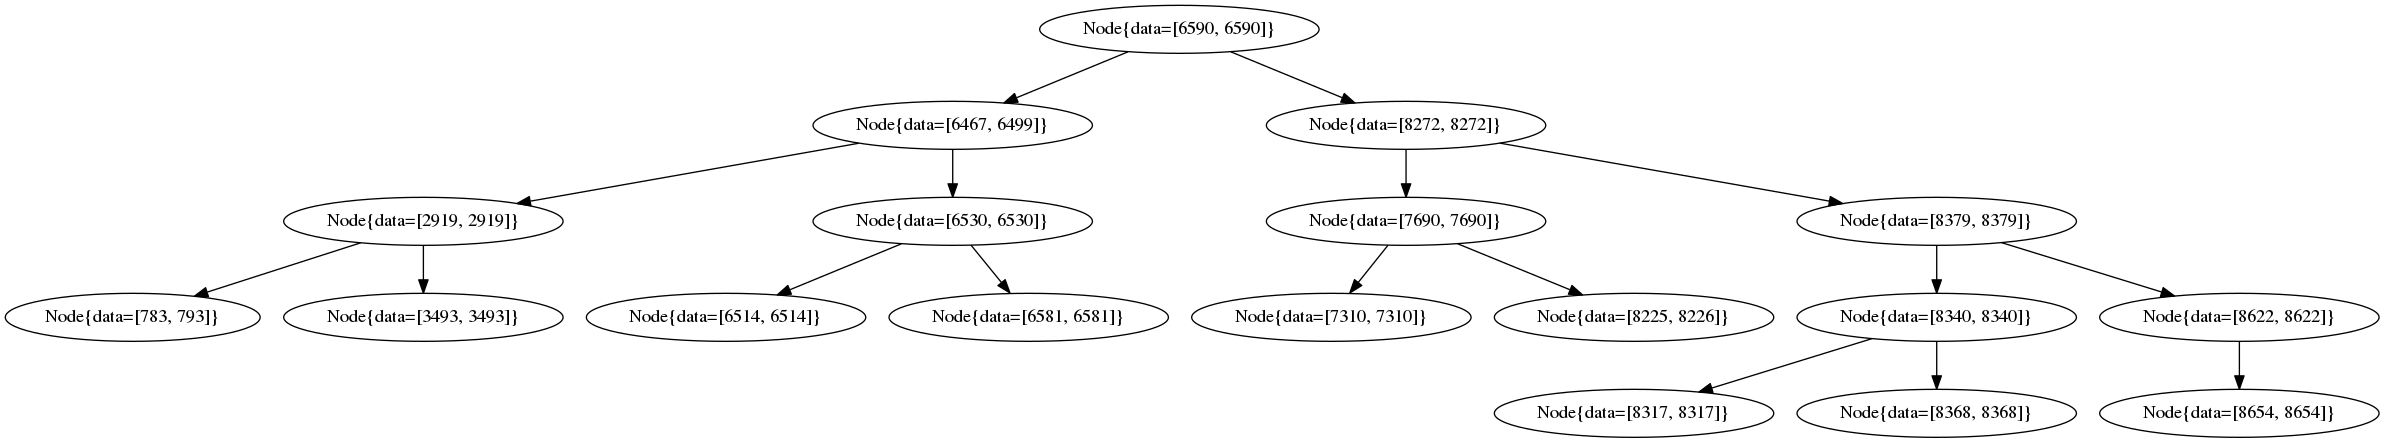 Node{data=[6590, 6590]}
Node{data=[6467, 6499]}
Node{data=[8272, 8272]}
Node{data=[2919, 2919]}
Node{data=[6530, 6530]}
Node{data=[7690, 7690]}
Node{data=[8379, 8379]}
Node{data=[783, 793]}
Node{data=[3493, 3493]}
Node{data=[6514, 6514]}
Node{data=[6581, 6581]}
Node{data=[7310, 7310]}
Node{data=[8225, 8226]}
Node{data=[8340, 8340]}
Node{data=[8622, 8622]}
Node{data=[8317, 8317]}
Node{data=[8368, 8368]}
Node{data=[8654, 8654]}